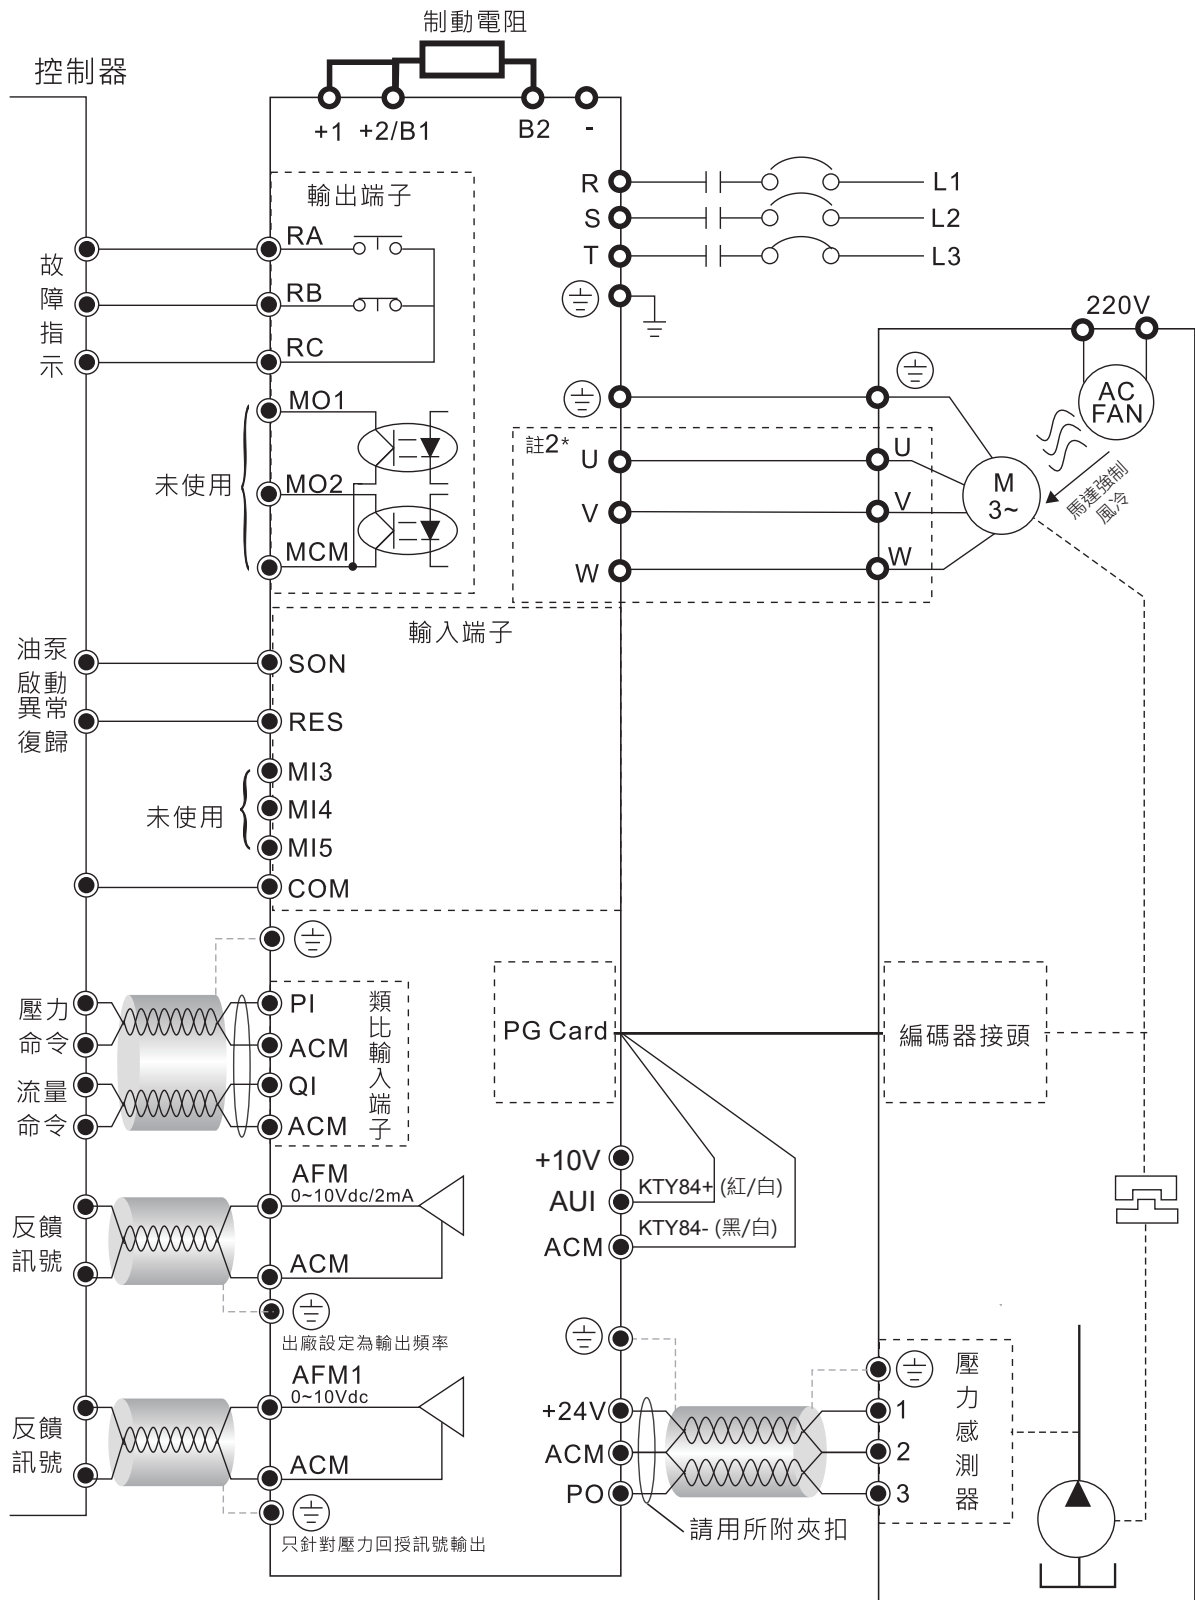 制動電阻
控制器
+1
+2/B1
B2
-
輸出端子
R
L1
S
L2
T
L3
RA
RB
RC
故障指示
220V
AC
FAN
MO1
MO2
MCM
未使用
註2*
U
V
W
U
V
W
M
3~
馬達強制
風冷
輸入端子
油泵
啟動
異常
復歸
SON
RES
MI3
MI4
MI5
未使用
COM
壓力
命令
流量
命令
PI
ACM
QI
ACM
類比輸入端子
PG Card
編碼器接頭
+10V
AUI
ACM
KTY84+ (紅/白)
KTY84- (黑/白)
反饋
訊號
AFM
0~10Vdc/2mA
ACM
出廠設定為輸出頻率
反饋
訊號
AFM1
0~10Vdc
ACM
只針對壓力回授訊號輸出
+24V
ACM
PO
1
2
3
壓力感測器
請用所附夾扣